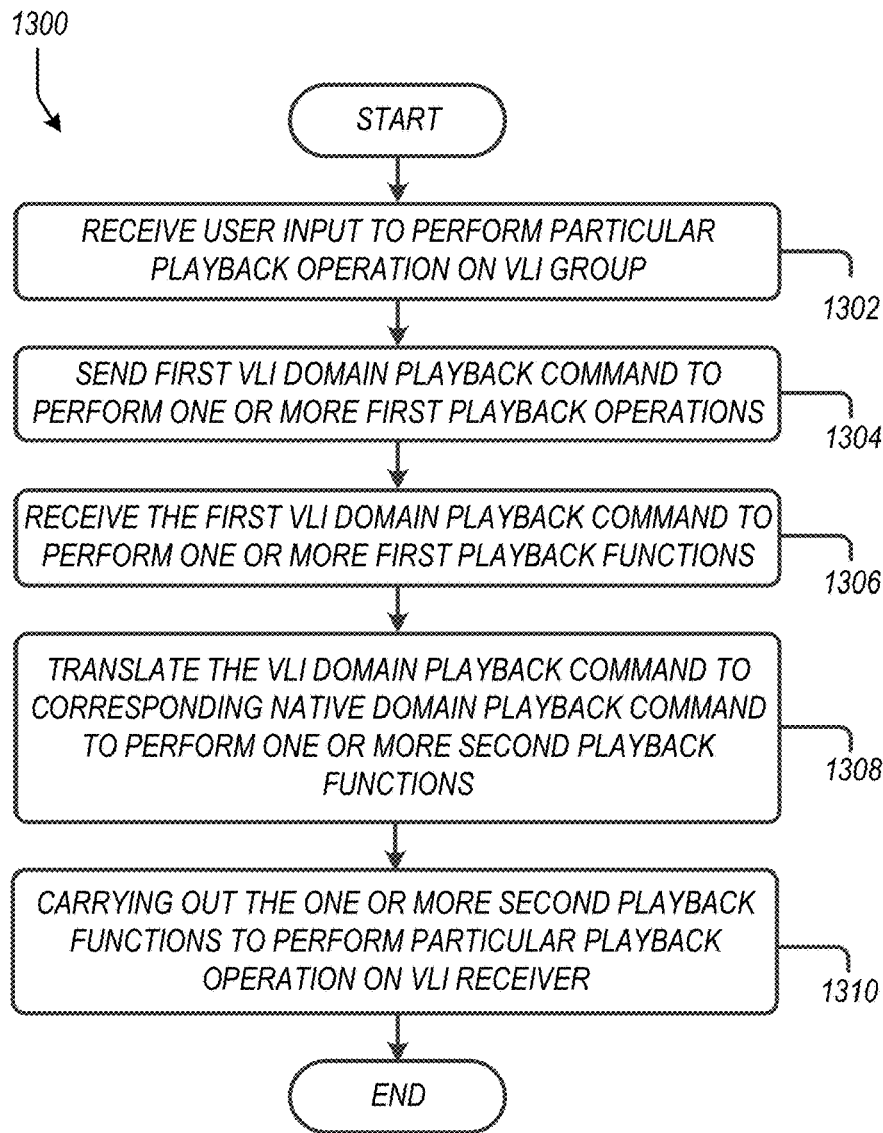 1300
START
RECEIVE USER INPUT TO PERFORM PARTICULAR
PLAYBACK OPERATION ON VLI GROUP
1302
SEND FIRST VLI DOMAIN PLAYBACK COMMAND TO
PERFORM ONE OR MORE FIRST PLAYBACK OPERATIONS
1304
RECEIVE THE FIRST VLI DOMAIN PLAYBACK COMMAND TO
PERFORM ONE OR MORE FIRST PLAYBACK FUNCTIONS
1306
TRANSLATE THE VLI DOMAIN PLAYBACK COMMAND TO
CORRESPONDING NATIVE DOMAIN PLAYBACK COMMAND
TO PERFORM ONE OR MORE SECOND PLAYBACK
FUNCTIONS
1308
CARRYING OUT THE ONE OR MORE SECOND PLAYBACK
FUNCTIONS TO PERFORM PARTICULAR PLAYBACK
OPERATION ON VLI RECEIVER
1310
END